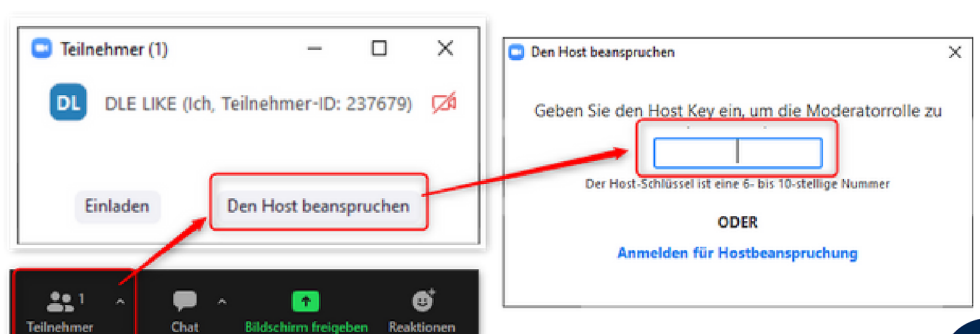 Teilnehmer (1)
DL
DLE LIKE (Ich, Teilnehmer-ID: 237679)
Einladen
Den Host beanspruchen
1
Teilnehmer
Chat
Bildschirm freigeben
Reaktionen
Den Host beanspruchen
Geben Sie den Host Key ein, um die Moderatorrolle zu
Der Host-Schlüssel ist eine 6- bis 10-stellige Nummer
ODER
Anmelden für Hostbeanspruchung